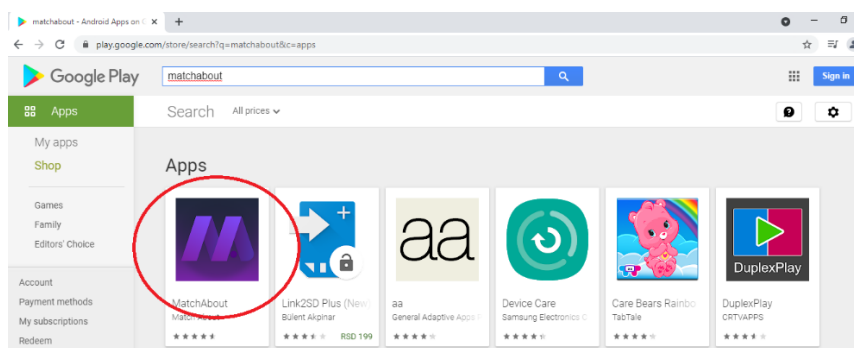 matchabout - Android Apps on G
play.google.com/store/search?q=matchabout&c=apps
Google Play
matchabout
Sign in
Apps
Search
All prices
My apps
Shop
Apps
Games
Family
Editors' Choice
Account
Payment methods
My subscriptions
Redeem
aa
DuplexPlay
MatchAbout
Match About
Link2SD Plus (New)
Bülent Akpinar
RSD 199
aa
General Adaptive Apps
Device Care
Samsung Electronics
Care Bears Rainbo
TabTale
DuplexPlay
CRTVAPPS